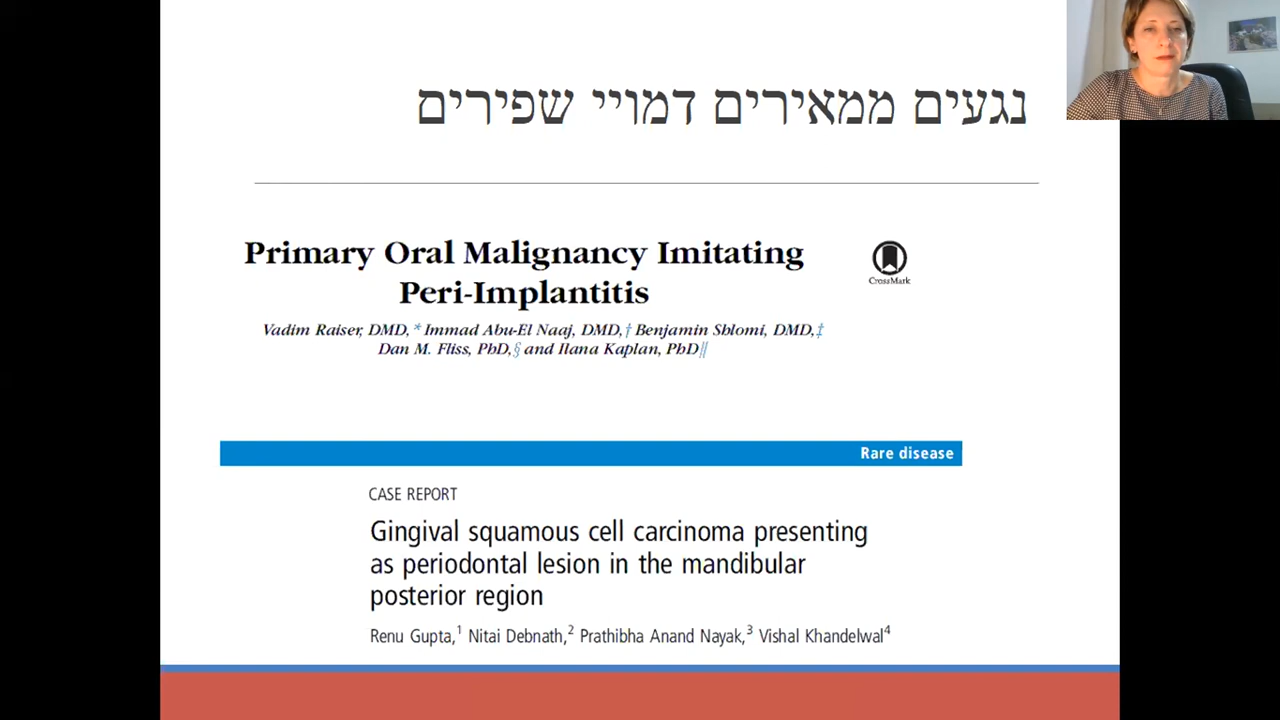 נגעים ממאירים דמויי שפירים
Primary Oral Malignancy Imitating
Peri-Implantitis
CrossMark
Vadim Raiser, DMD,* Immad Abu-El Naaj, DMD,† Benjamin Shlomi, DMD,‡
Dan M. Fliss, PhD,§ and Ilana Kaplan, PhD||
Rare disease
CASE REPORT
Gingival squamous cell carcinoma presenting
as periodontal lesion in the mandibular
posterior region
Renu Gupta,1 Nitai Debnath,2 Prathibha Anand Nayak,3 Vishal Khandelwal4